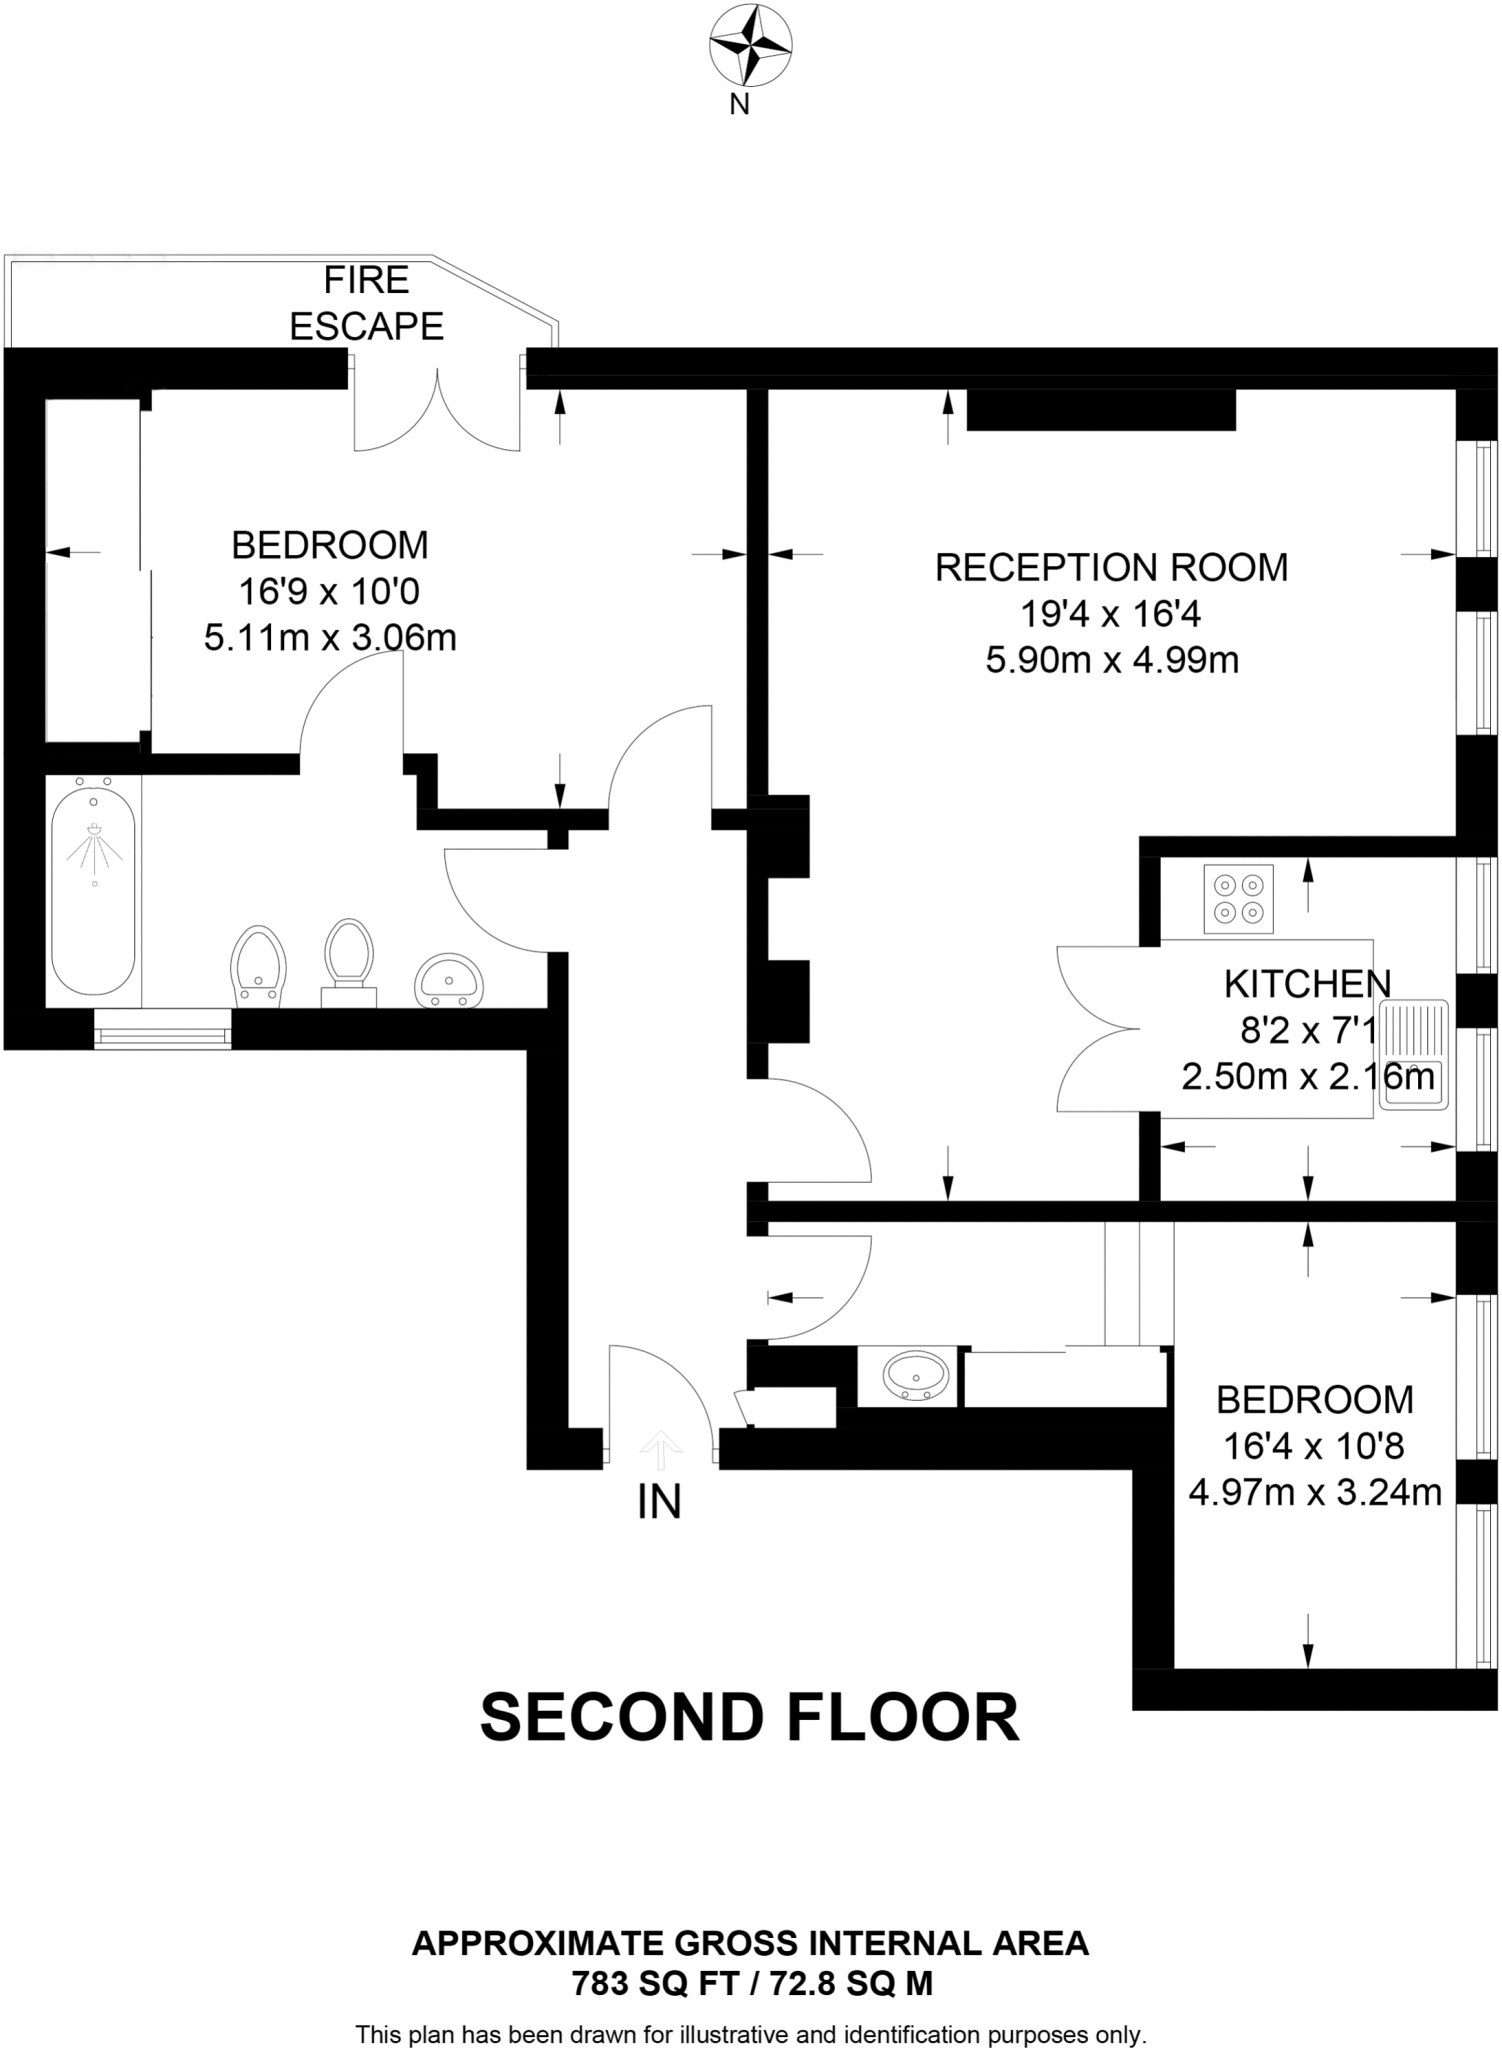 N
FIRE
ESCAPE
BEDROOM
16'9 x 10'0
5.11m x 3.06m
RECEPTION ROOM
19'4 x 16'4
5.90m x 4.99m
KITCHEN
8'2 x 7'1
2.50m x 2.16m
BEDROOM
16'4 x 10'8
4.97m x 3.24m
IN
SECOND FLOOR
APPROXIMATE GROSS INTERNAL AREA
783 SQ FT / 72.8 SQ M
This plan has been drawn for illustrative and identification purposes only.